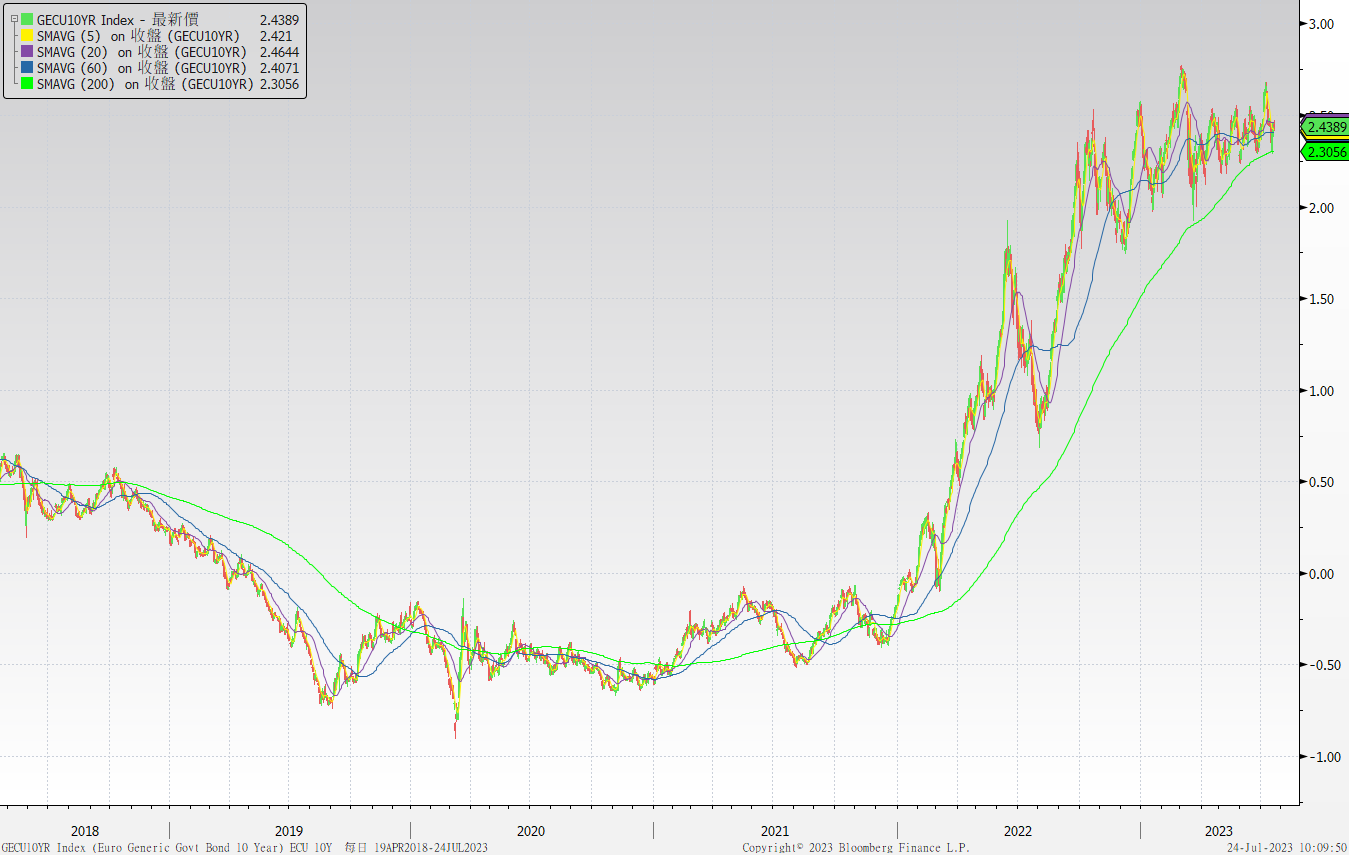 GECU10YR Index - 最新價 2.4389
SMAVG (5) on 收盤 (GECU10YR) 2.421
SMAVG (20) on 收盤 (GECU10YR) 2.4644
SMAVG (60) on 收盤 (GECU10YR) 2.4071
SMAVG (200) on 收盤 (GECU10YR) 2.3056
3.00
2.4389
2.3056
2.00
1.50
1.00
0.50
0.00
-0.50
-1.00
2018 2019 2020 2021 2022 2023
GECU10YR Index (Euro Generic Govt Bond 10 Year) ECU 10Y 每日 19APR2018-24JUL2023 Copyright© 2023 Bloomberg Finance L.P. 24-Jul-2023 10:09:50